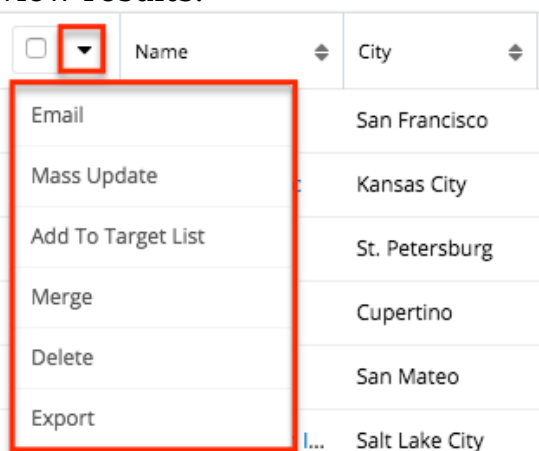 Name City
Email
San Francisco
Mass Update
Kansas City
Add To Target List
St. Petersburg
Merge
Cupertino
Delete
San Mateo
Export
l... Salt Lake City